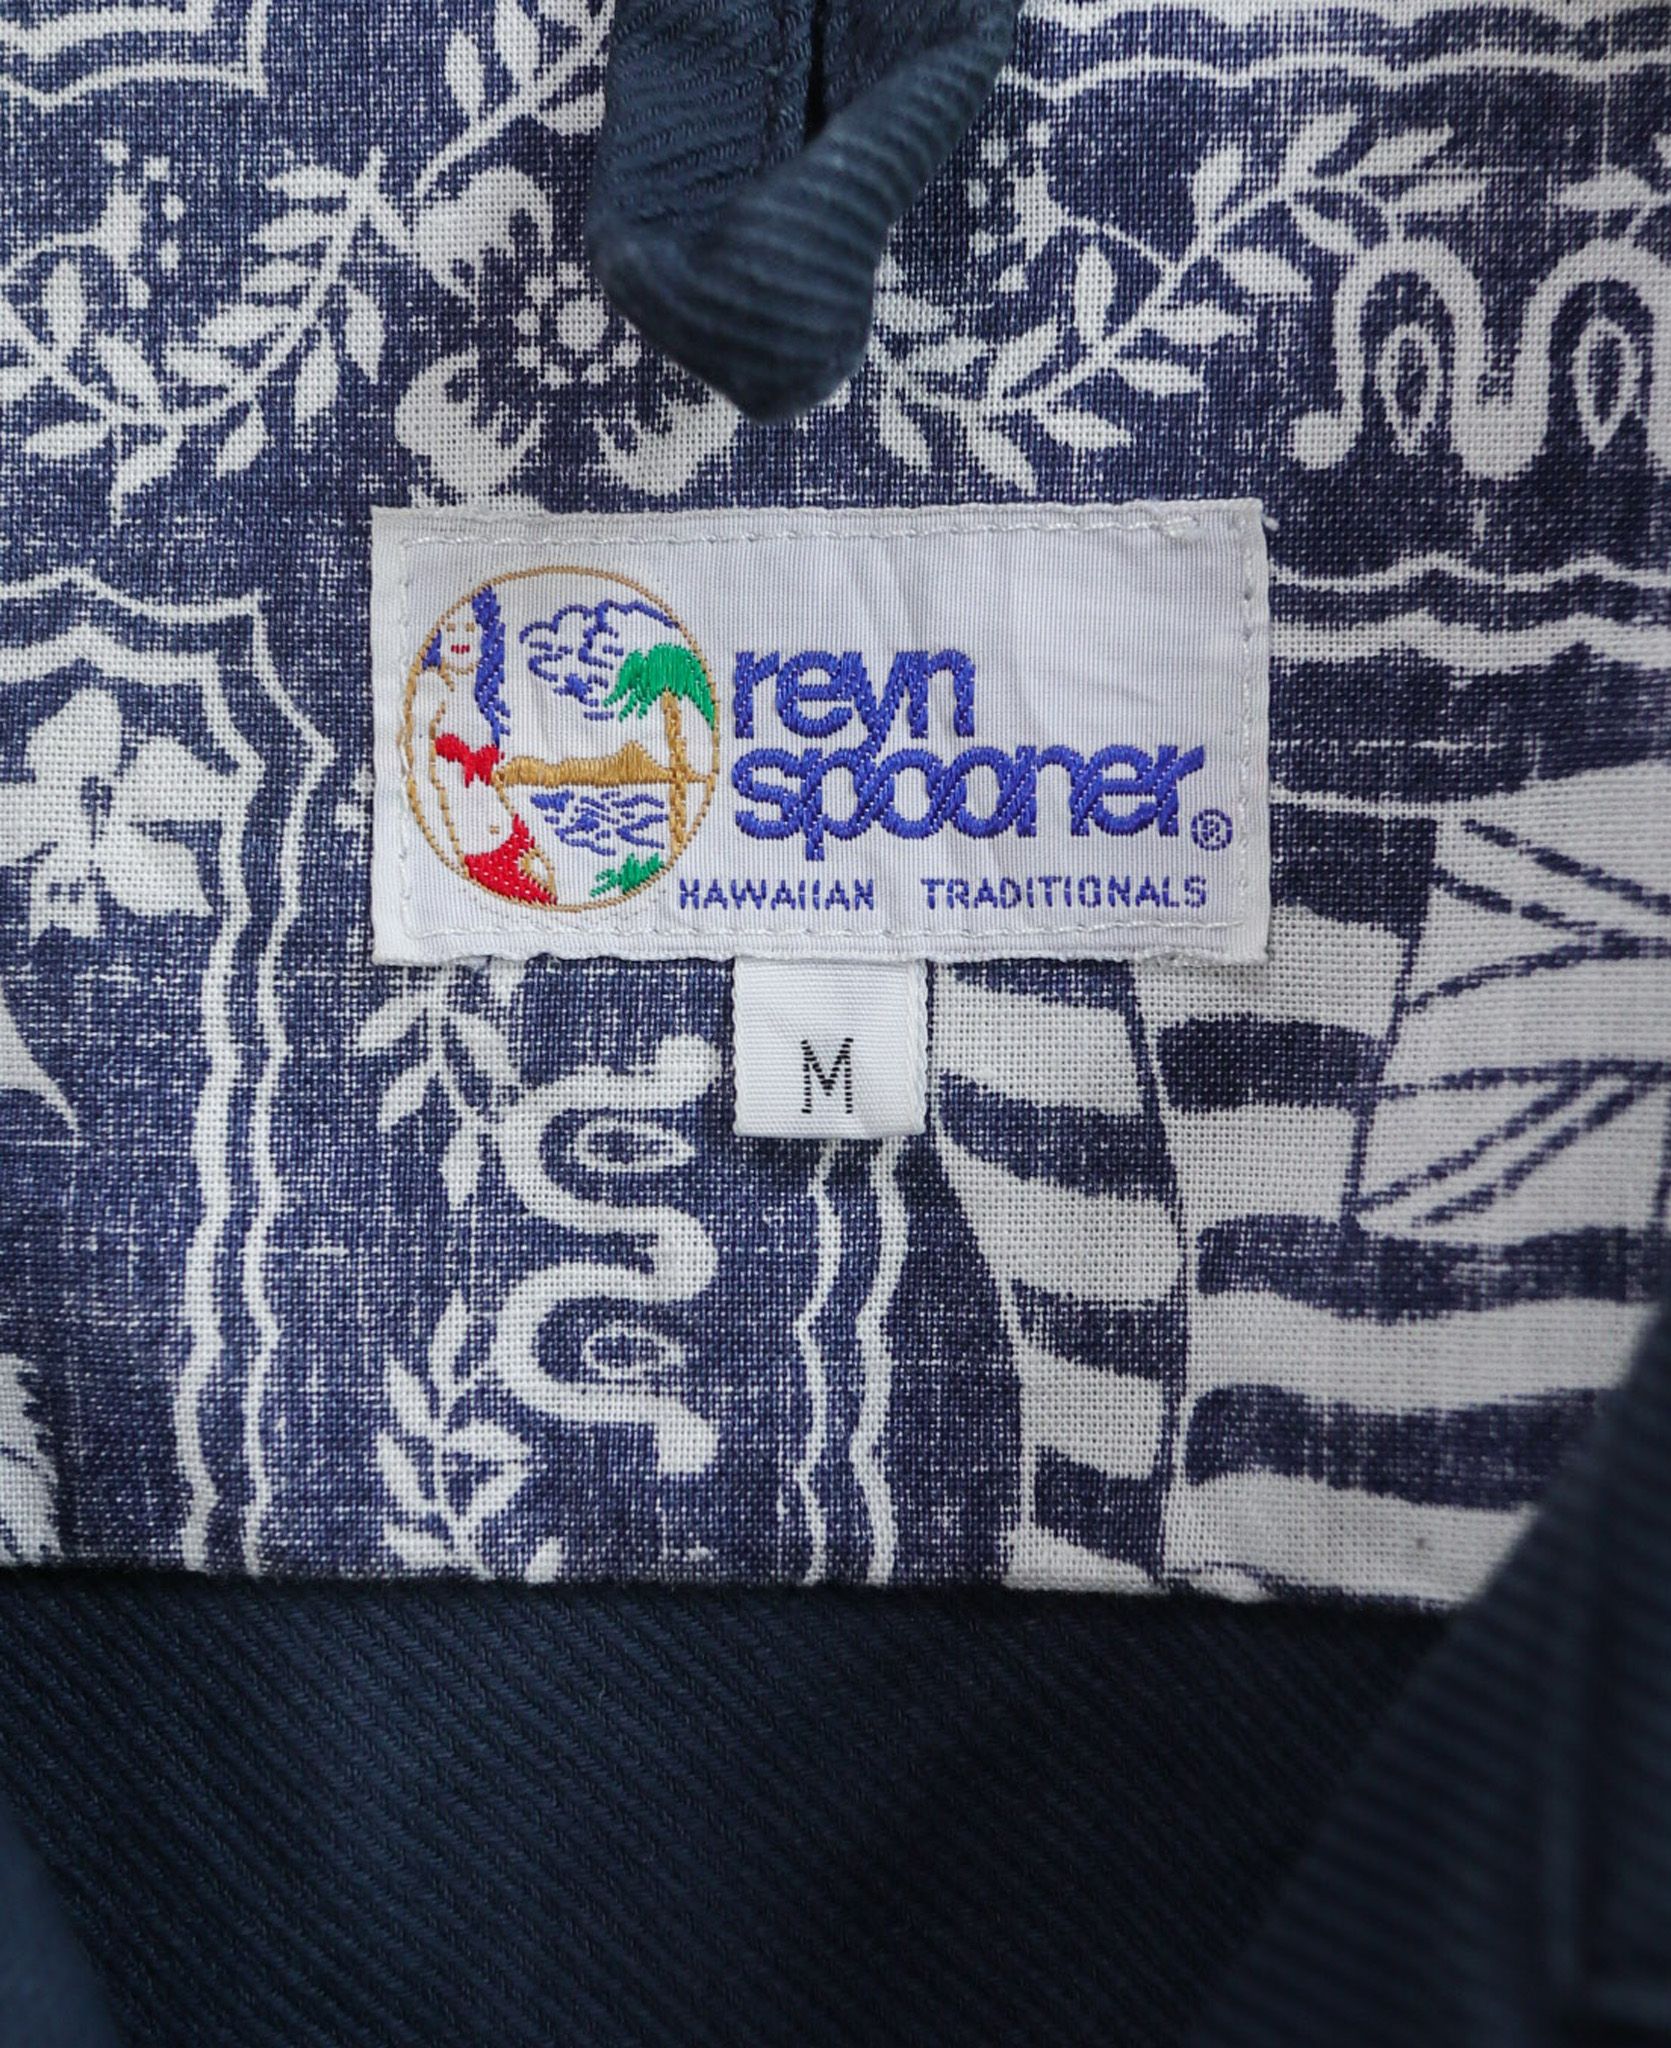 reyn
spooner®
HAWAIIAN TRADITIONALS
M